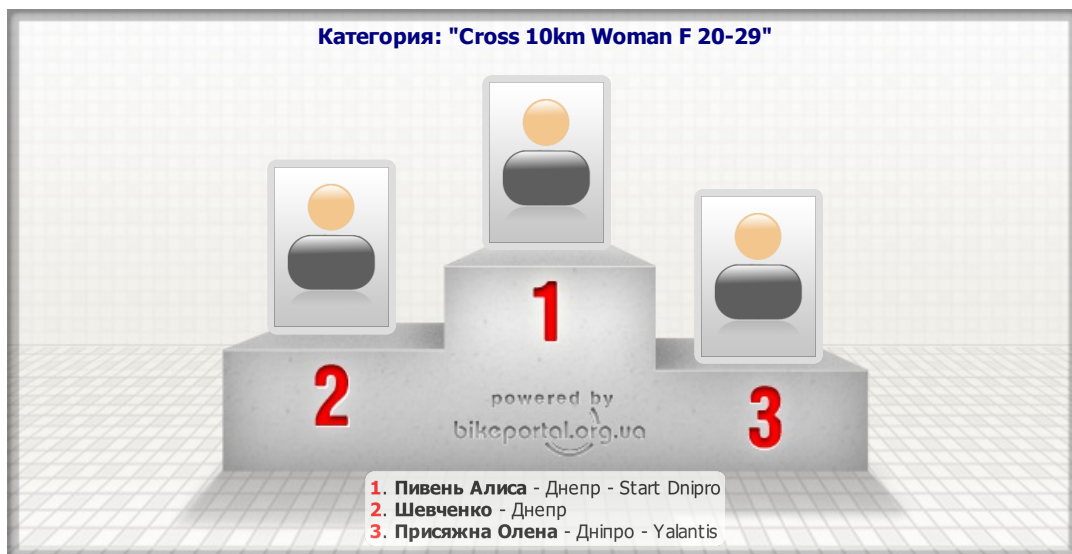 Категория: "Cross 10km Woman F 20-29"
1
2
3
powered by
bikeportal.org.ua
1. Пивень Алиса - Днепр - Start Dnipro
2. Шевченко - Днепр
3. Присяжна Олена - Дніпро - Yalantis